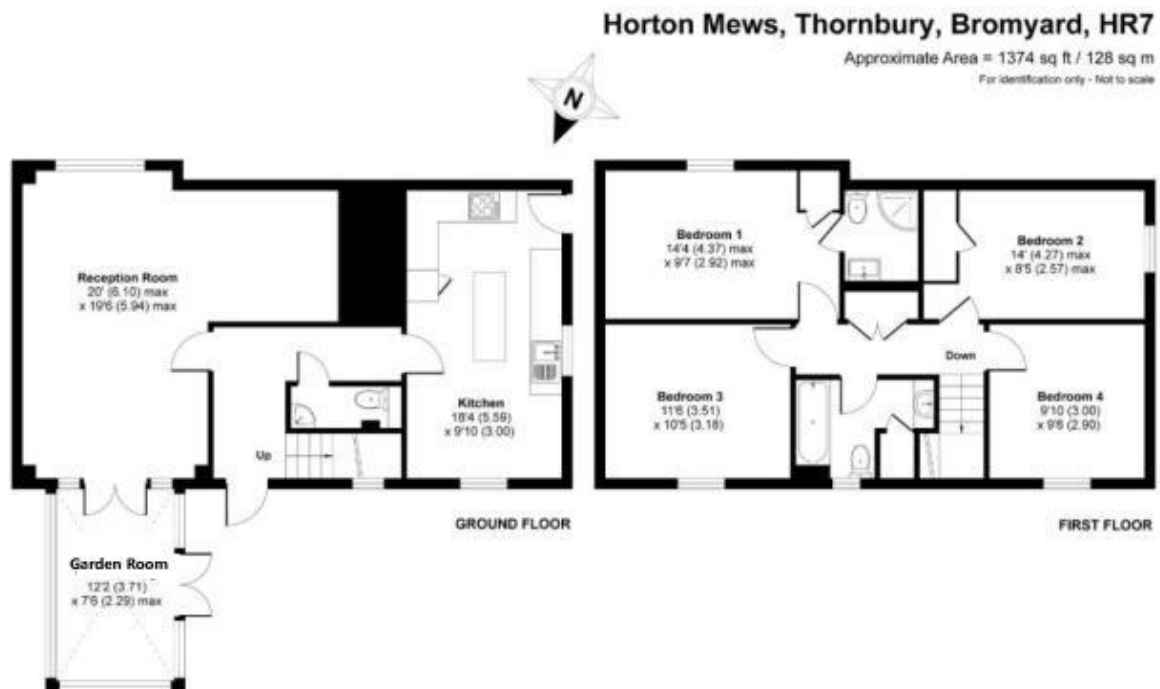 Horton Mews, Thornbury, Bromyard, HR7
Approximate Area = 1374 sq ft / 128 sq m
For identification only - Not to scale
N
Reception Room
20' (6.10) max
x 19'6 (5.94) max
Kitchen
18'4 (5.59)
x 9'10 (3.00)
Up
GROUND FLOOR
Garden Room
12'2 (3.71)
x 7'6 (2.29) max
Bedroom 1
14'4 (4.37) max
x 9'7 (2.92) max
Bedroom 2
14' (4.27) max
x 8'5 (2.57) max
Down
Bedroom 3
11'6 (3.51)
x 10'5 (3.18)
Bedroom 4
9'10 (3.00)
x 9'6 (2.90)
FIRST FLOOR